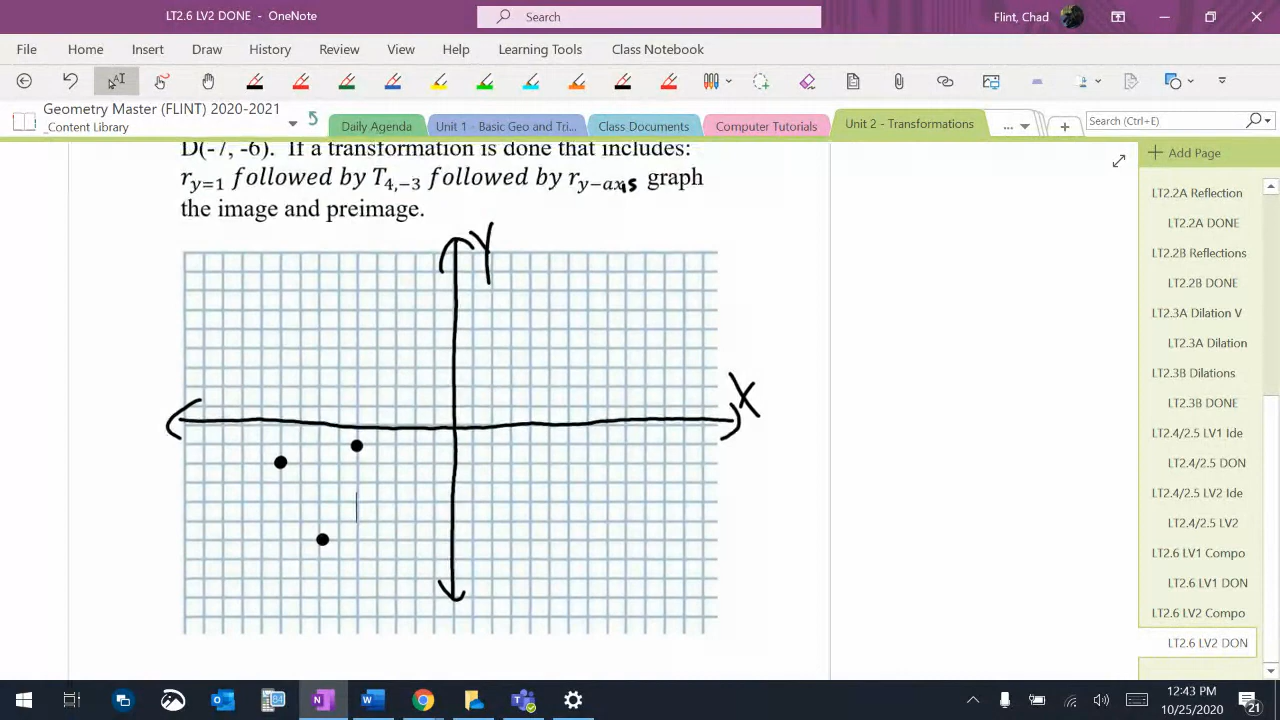 LT2.6 LV2 DONE - OneNote
Search
Flint, Chad
File Home Insert Draw History Review View Help Learning Tools Class Notebook
Geometry Master (FLINT) 2020-2021
_Content Library
Daily Agenda
Unit 1 - Basic Geo and Tri...
Class Documents
Computer Tutorials
Unit 2 - Transformations
...
Search (Ctrl+E)
D(-7, -6). If a transformation is done that includes:
r_{y=1} followed by T_{4,-3} followed by r_{y-axis} graph
the image and preimage.
Y
X
Add Page
LT2.2A Reflection
LT2.2A DONE
LT2.2B Reflections
LT2.2B DONE
LT2.3A Dilation V
LT2.3A Dilation
LT2.3B Dilations
LT2.3B DONE
LT2.4/2.5 LV1 Ide
LT2.4/2.5 DON
LT2.4/2.5 LV2 Ide
LT2.4/2.5 LV2
LT2.6 LV1 Compo
LT2.6 LV1 DON
LT2.6 LV2 Compo
LT2.6 LV2 DON
84
12:43 PM
10/25/2020
21